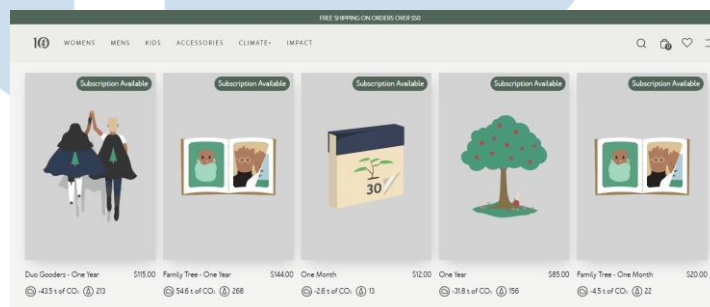 FREE SHIPPING ON ORDERS OVER $50
10 WOMENS MENS KIDS ACCESSORIES CLIMATE+ IMPACT 0
Subscription Available Subscription Available Subscription Available Subscription Available Subscription Available
30
Duo Gooders - One Year $115.00 Family Tree - One Year $144.00 One Month $12.00 One Year $85.00 Family Tree - One Month $20.00
-43.5 t of CO₂ 213 54.6 t of CO₂ 268 -2.6 t of CO₂ 13 -31.8 t of CO₂ 156 -4.5 t of CO₂ 22